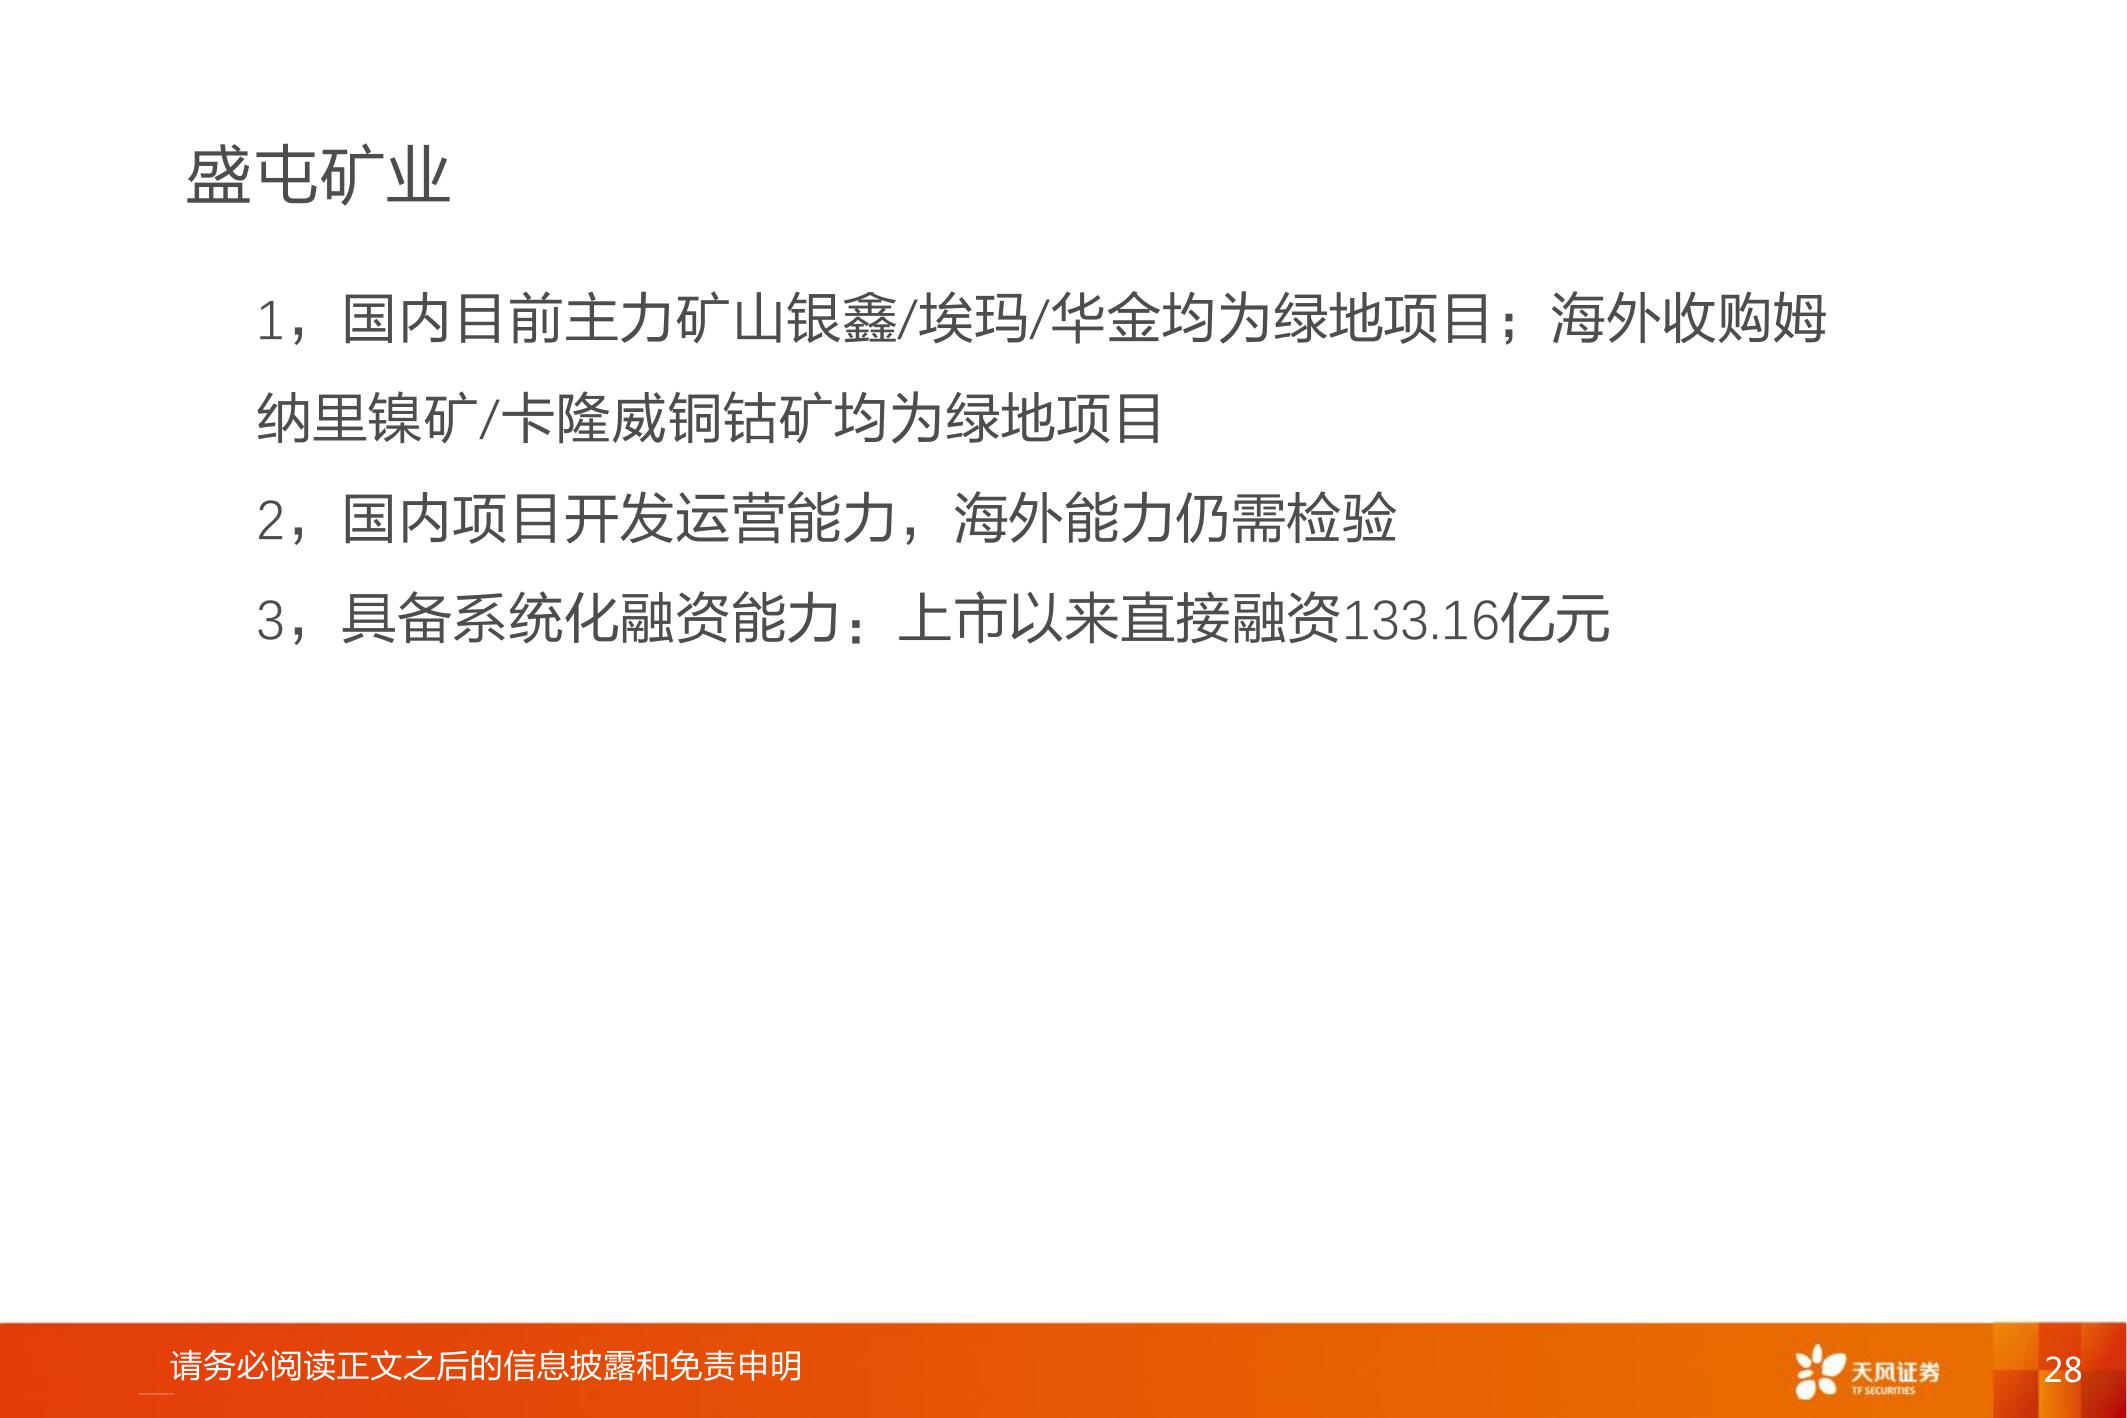 盛屯矿业
1，国内目前主力矿山银鑫/埃玛/华金均为绿地项目；海外收购姆
纳里镍矿/卡隆威铜钴矿均为绿地项目
2，国内项目开发运营能力，海外能力仍需检验
3，具备系统化融资能力：上市以来直接融资133.16亿元
请务必阅读正文之后的信息披露和免责申明
天风证券
TF SECURITIES
28